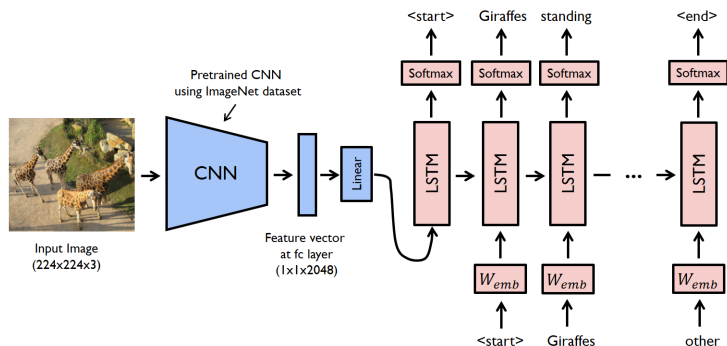 <start> Giraffes standing <end>
Softmax Softmax Softmax Softmax
Pretrained CNN
using ImageNet dataset
CNN
Linear
LSTM LSTM LSTM ... LSTM
Input Image
(224x224x3)
Feature vector
at fc layer
(1x1x2048)
W_emb W_emb W_emb
<start> Giraffes other